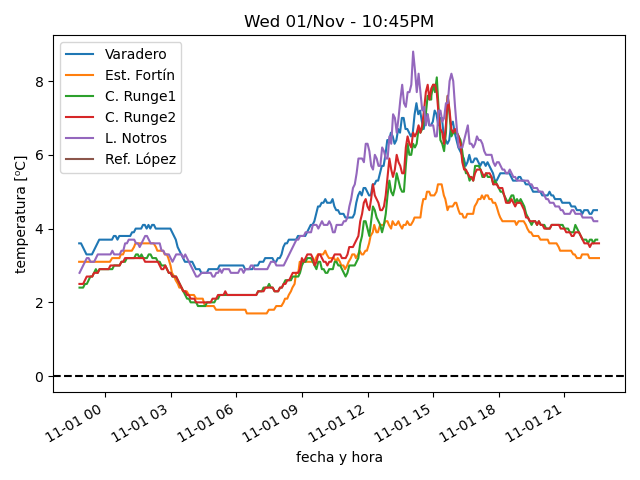 Wed 01/Nov - 10:45PM
Varadero
Est. Fortín
C. Runge1
C. Runge2
L. Notros
Ref. López
temperatura [ºC]
8
6
4
2
0
11-01 00
11-01 03
11-01 06
11-01 09
11-01 12
11-01 15
11-01 18
11-01 21
fecha y hora